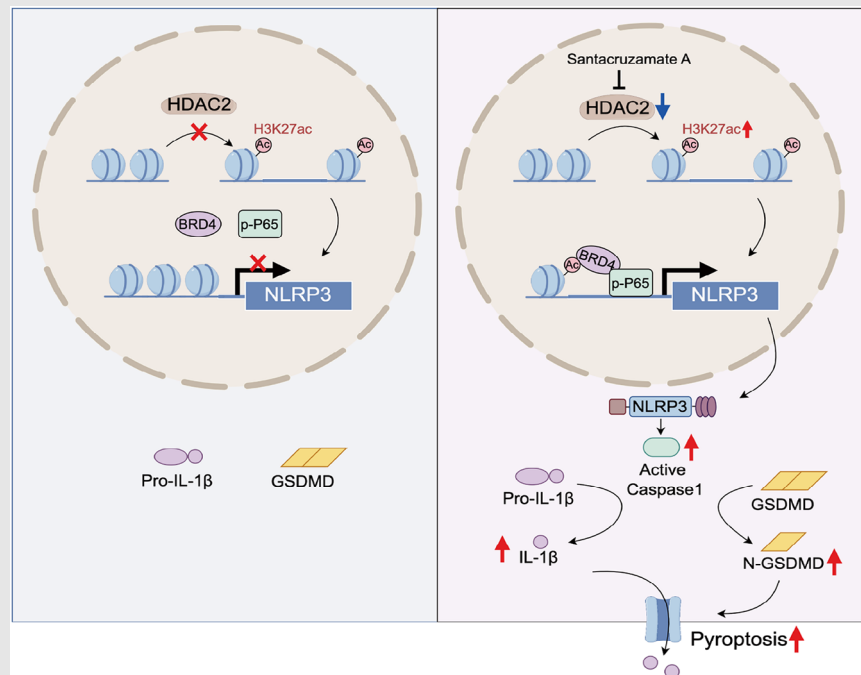 HDAC2
H3K27ac
Ac
Ac
BRD4
p-P65
NLRP3
Pro-IL-1β
GSDMD
Santacruzamate A
HDAC2
H3K27ac
Ac
Ac
Ac
BRD4
p-P65
NLRP3
NLRP3
Active
Caspase1
Pro-IL-1β
GSDMD
IL-1β
N-GSDMD
Pyroptosis